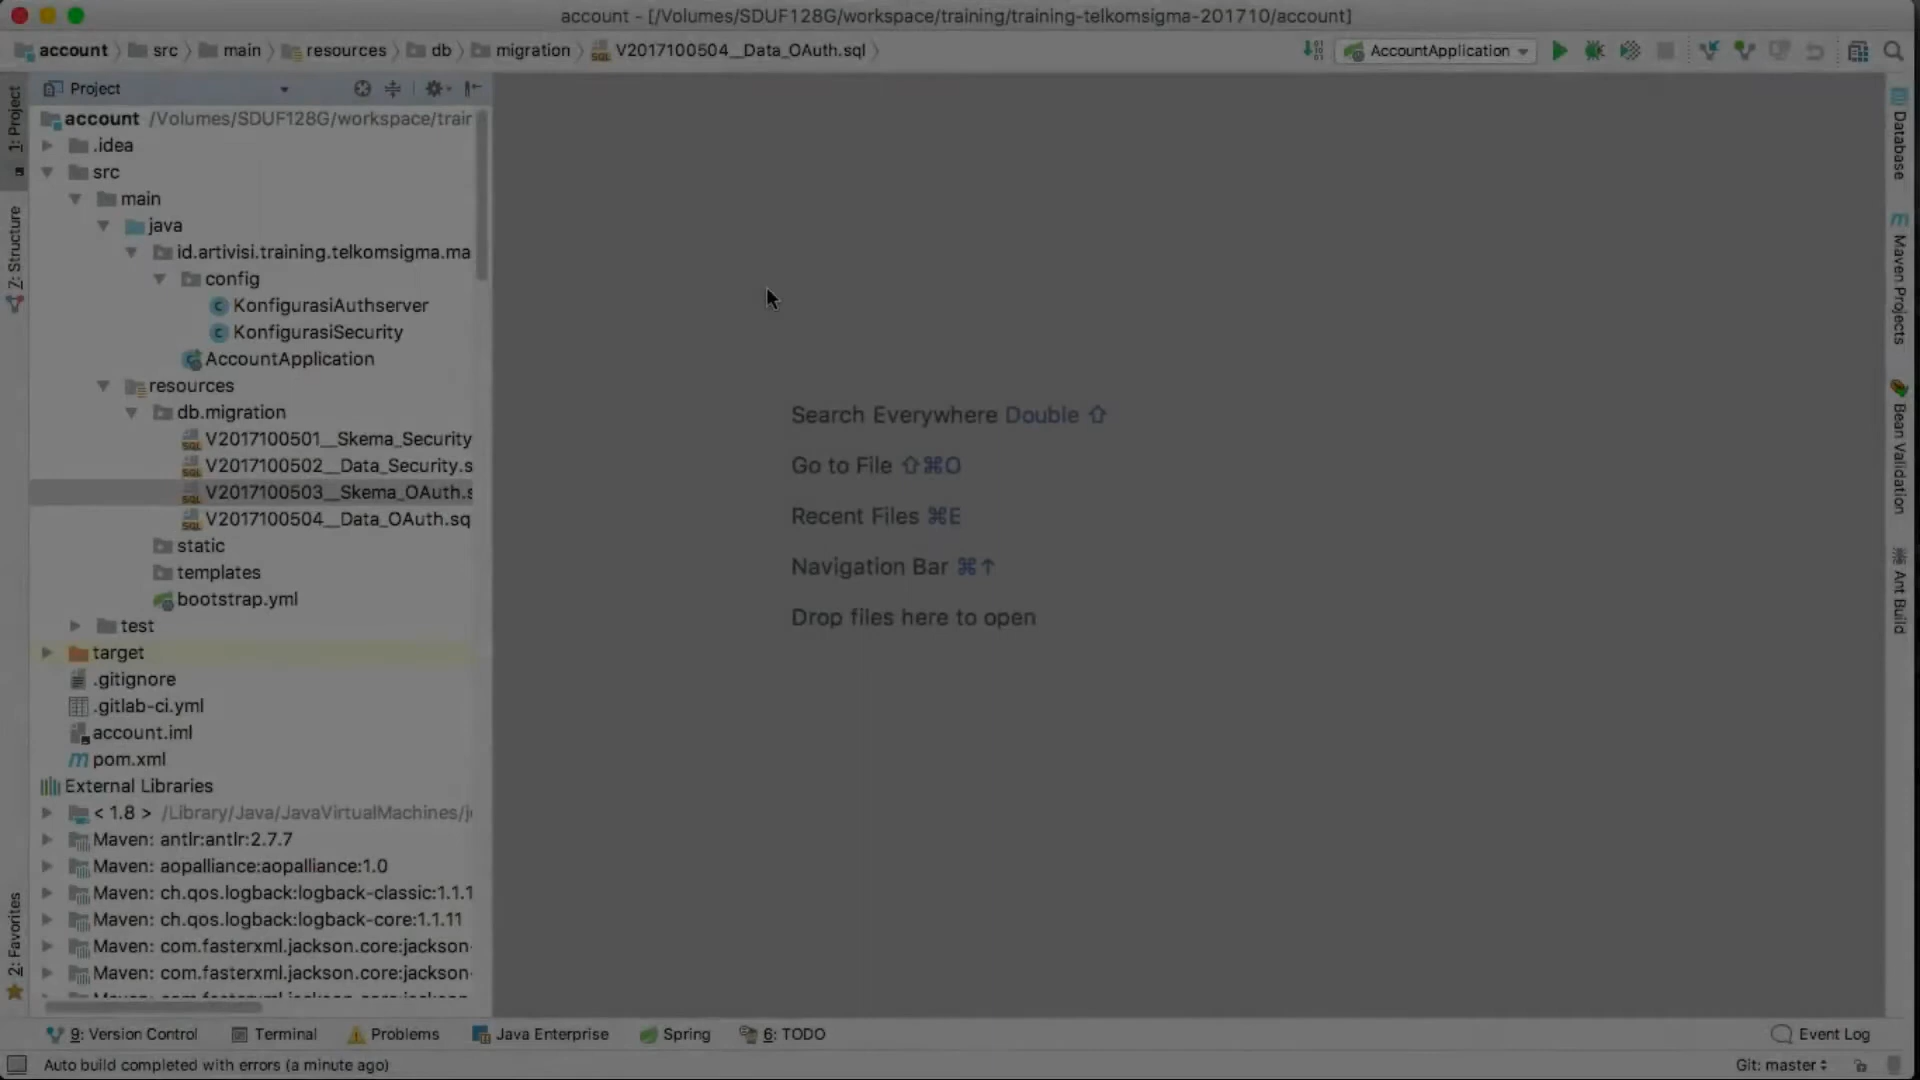 account - [/Volumes/SDUF128G/workspace/training/training-telkomsigma-201710/account]
account src main resources db migration V2017100504__Data_OAuth.sql
AccountApplication
Project
1: Project
7: Structure
2: Favorites
account /Volumes/SDUF128G/workspace/train
.idea
src
main
java
id.artivisi.training.telkomsigma.ma
config
KonfigurasiAuthserver
KonfigurasiSecurity
AccountApplication
resources
db.migration
V2017100501__Skema_Security
V2017100502__Data_Security.s
V2017100503__Skema_OAuth.s
V2017100504__Data_OAuth.sq
static
templates
bootstrap.yml
test
target
.gitignore
.gitlab-ci.yml
account.iml
pom.xml
External Libraries
< 1.8 > /Library/Java/JavaVirtualMachines/j
Maven: antlr:antlr:2.7.7
Maven: aopalliance:aopalliance:1.0
Maven: ch.qos.logback:logback-classic:1.1.1
Maven: ch.qos.logback:logback-core:1.1.11
Maven: com.fasterxml.jackson.core:jackson-
Maven: com.fasterxml.jackson.core:jackson-
Search Everywhere Double ⇧
Go to File ⇧⌘O
Recent Files ⌘E
Navigation Bar ⌘↑
Drop files here to open
Database
Maven Projects
Bean Validation
Ant Build
9: Version Control Terminal Problems Java Enterprise Spring 6: TODO Event Log
Auto build completed with errors (a minute ago) Git: master